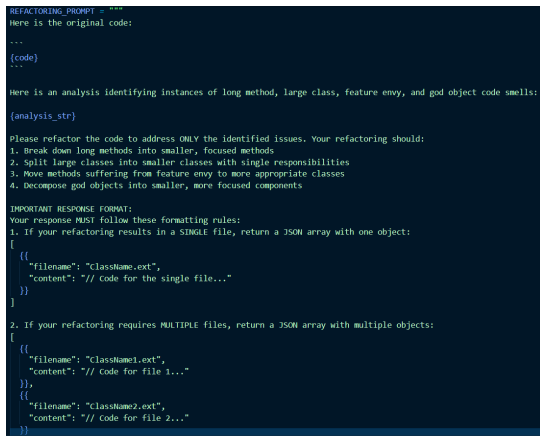 REFACTORING_PROMPT = """
Here is the original code:
```
{code}
```
Here is an analysis identifying instances of long method, large class, feature envy, and god object code smells:
{analysis_str}
Please refactor the code to address ONLY the identified issues. Your refactoring should:
1. Break down long methods into smaller, focused methods
2. Split large classes into smaller classes with single responsibilities
3. Move methods suffering from feature envy to more appropriate classes
4. Decompose god objects into smaller, more focused components
IMPORTANT RESPONSE FORMAT:
Your response MUST follow these formatting rules:
1. If your refactoring results in a SINGLE file, return a JSON array with one object:
[
  {{
    "filename": "ClassName.ext",
    "content": "// Code for the single file..."
  }}
]
2. If your refactoring requires MULTIPLE files, return a JSON array with multiple objects:
[
  {{
    "filename": "ClassName1.ext",
    "content": "// Code for file 1..."
  }},
  {{
    "filename": "ClassName2.ext",
    "content": "// Code for file 2..."
  }}